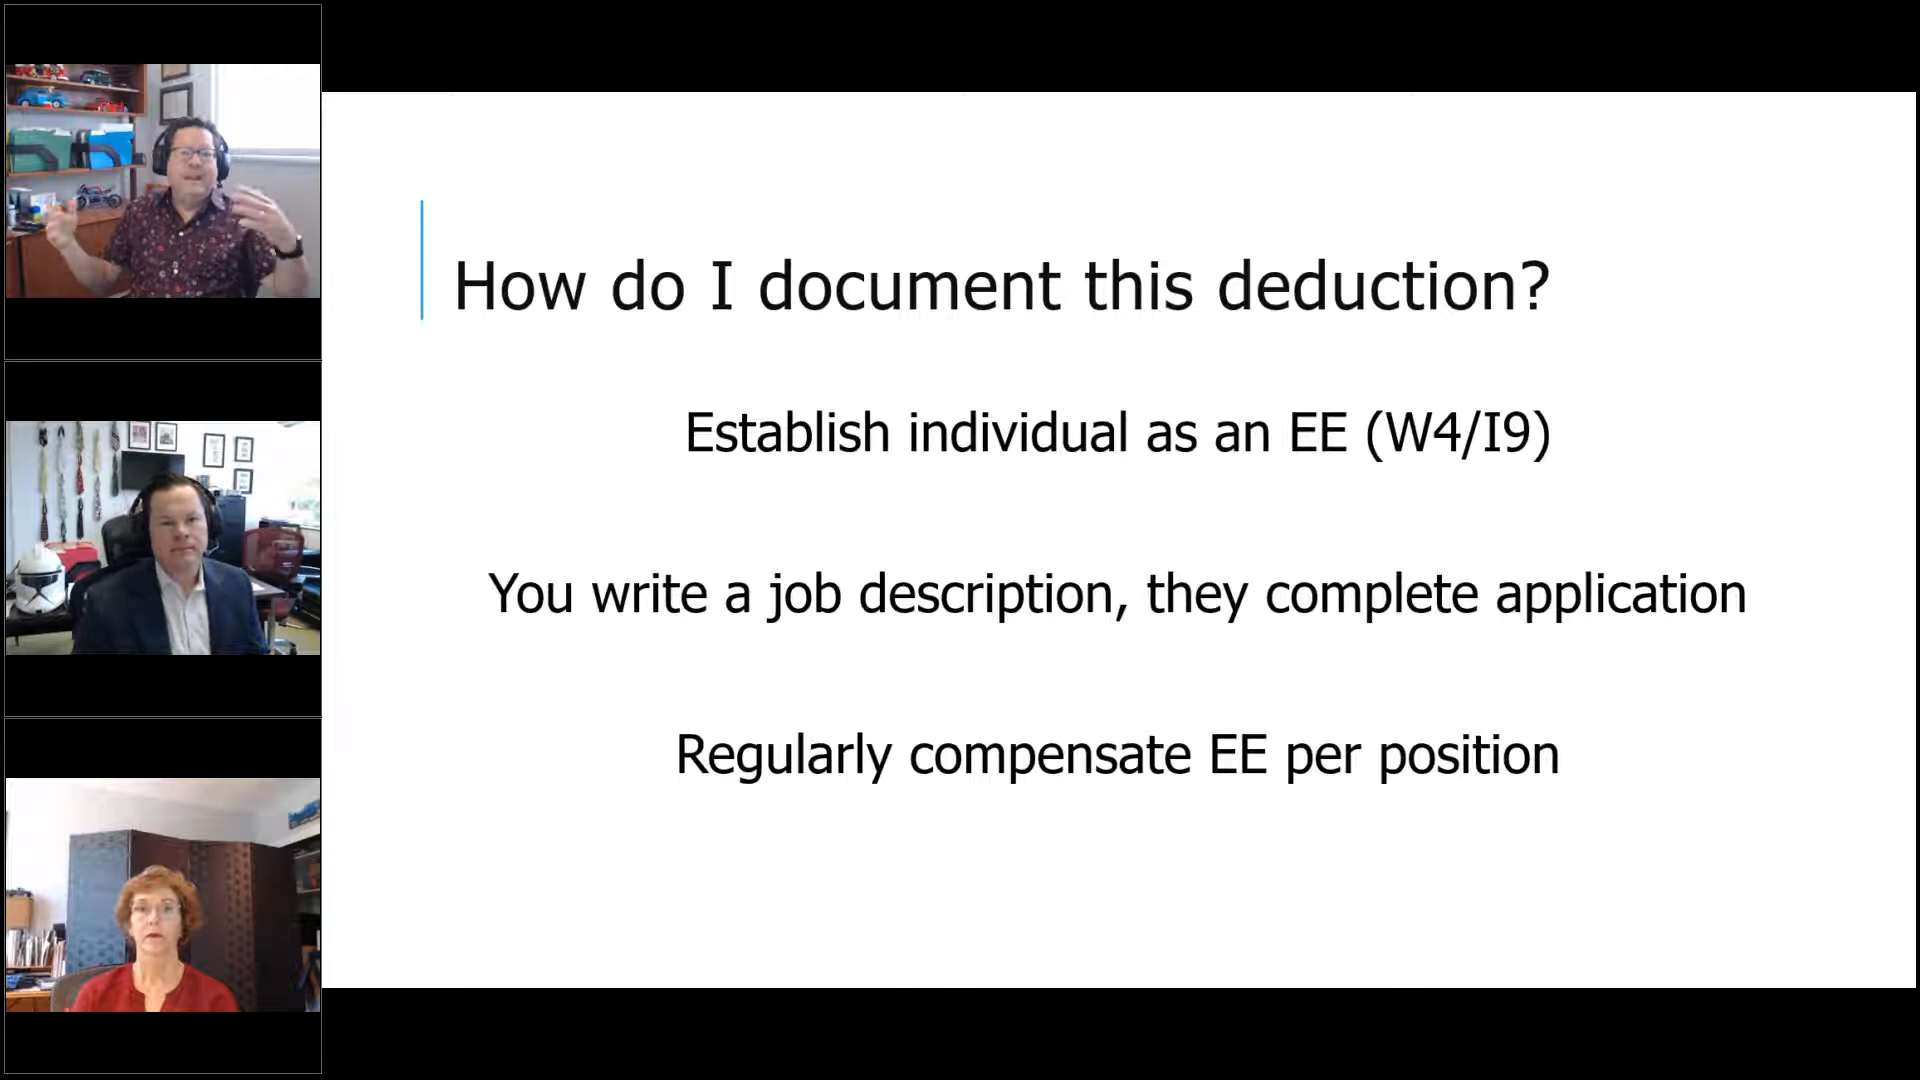 How do I document this deduction?
Establish individual as an EE (W4/I9)
You write a job description, they complete application
Regularly compensate EE per position